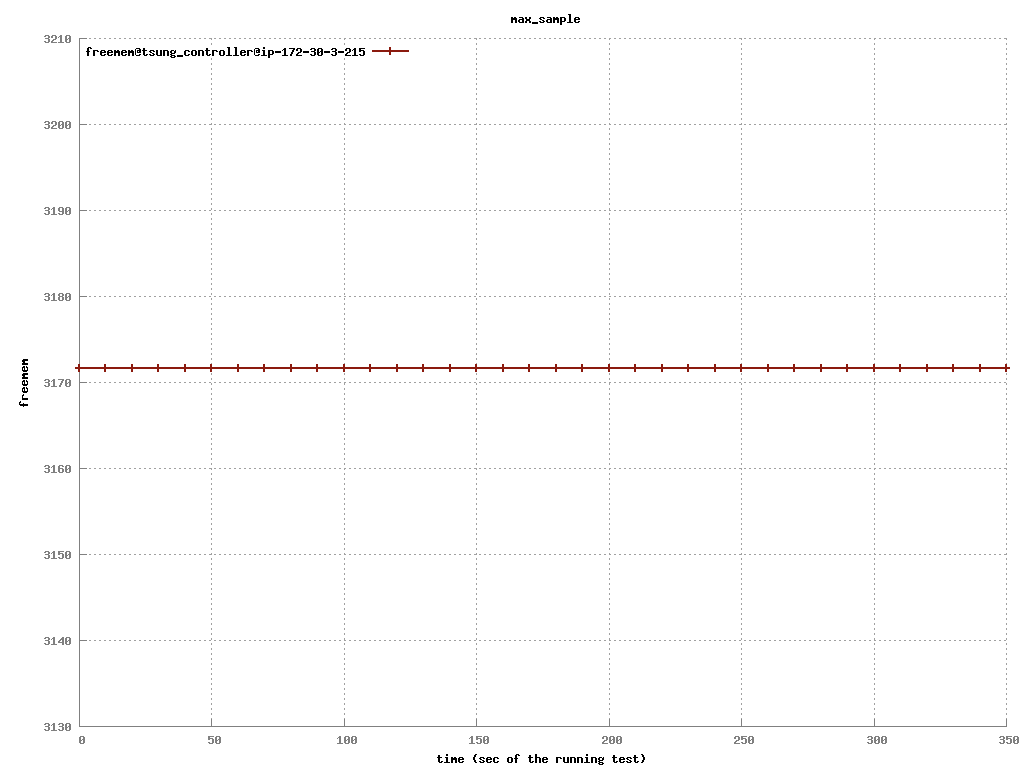 max_sample
freemem@tsung_controller@ip-172-30-3-215
3210
3200
3190
3180
3170
3160
3150
3140
3130
freemem
0 50 100 150 200 250 300 350
time (sec of the running test)